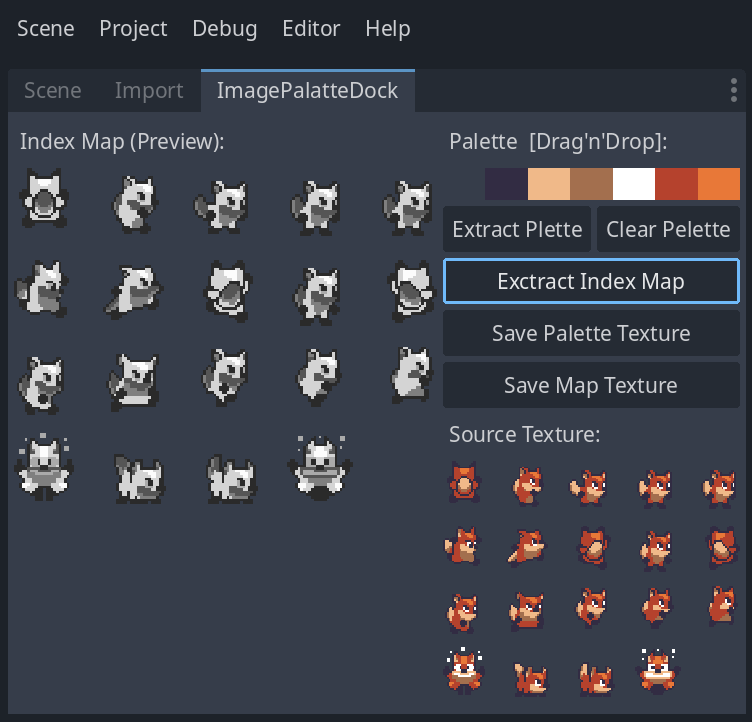 Scene Project Debug Editor Help
Scene Import ImagePalatteDock
Index Map (Preview):
Palette [Drag'n'Drop]:
Extract Plette Clear Pelette
Exctract Index Map
Save Palette Texture
Save Map Texture
Source Texture: